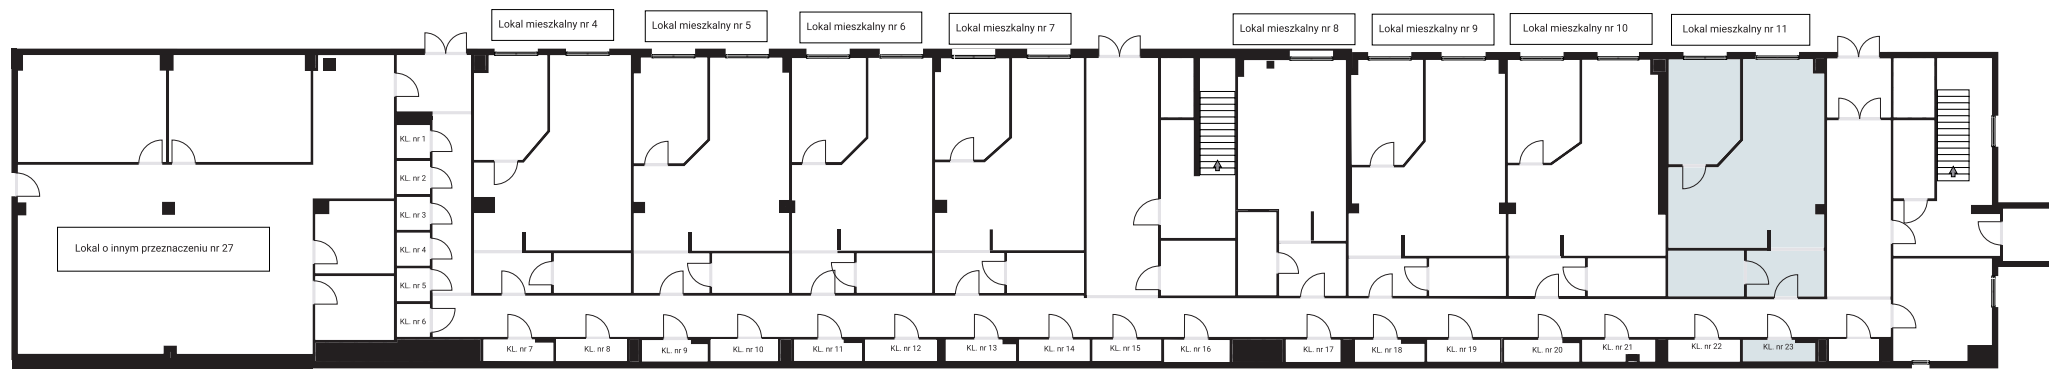 Lokal mieszkalny nr 4
Lokal mieszkalny nr 5
Lokal mieszkalny nr 6
Lokal mieszkalny nr 7
Lokal mieszkalny nr 8
Lokal mieszkalny nr 9
Lokal mieszkalny nr 10
Lokal mieszkalny nr 11
KL. nr 1
KL. nr 2
KL. nr 3
KL. nr 4
KL. nr 5
KL. nr 6
Lokal o innym przeznaczeniu nr 27
KL. nr 7
KL. nr 8
KL. nr 9
KL. nr 10
KL. nr 11
KL. nr 12
KL. nr 13
KL. nr 14
KL. nr 15
KL. nr 16
KL. nr 17
KL. nr 18
KL. nr 19
KL. nr 20
KL. nr 21
KL. nr 22
KL. nr 23